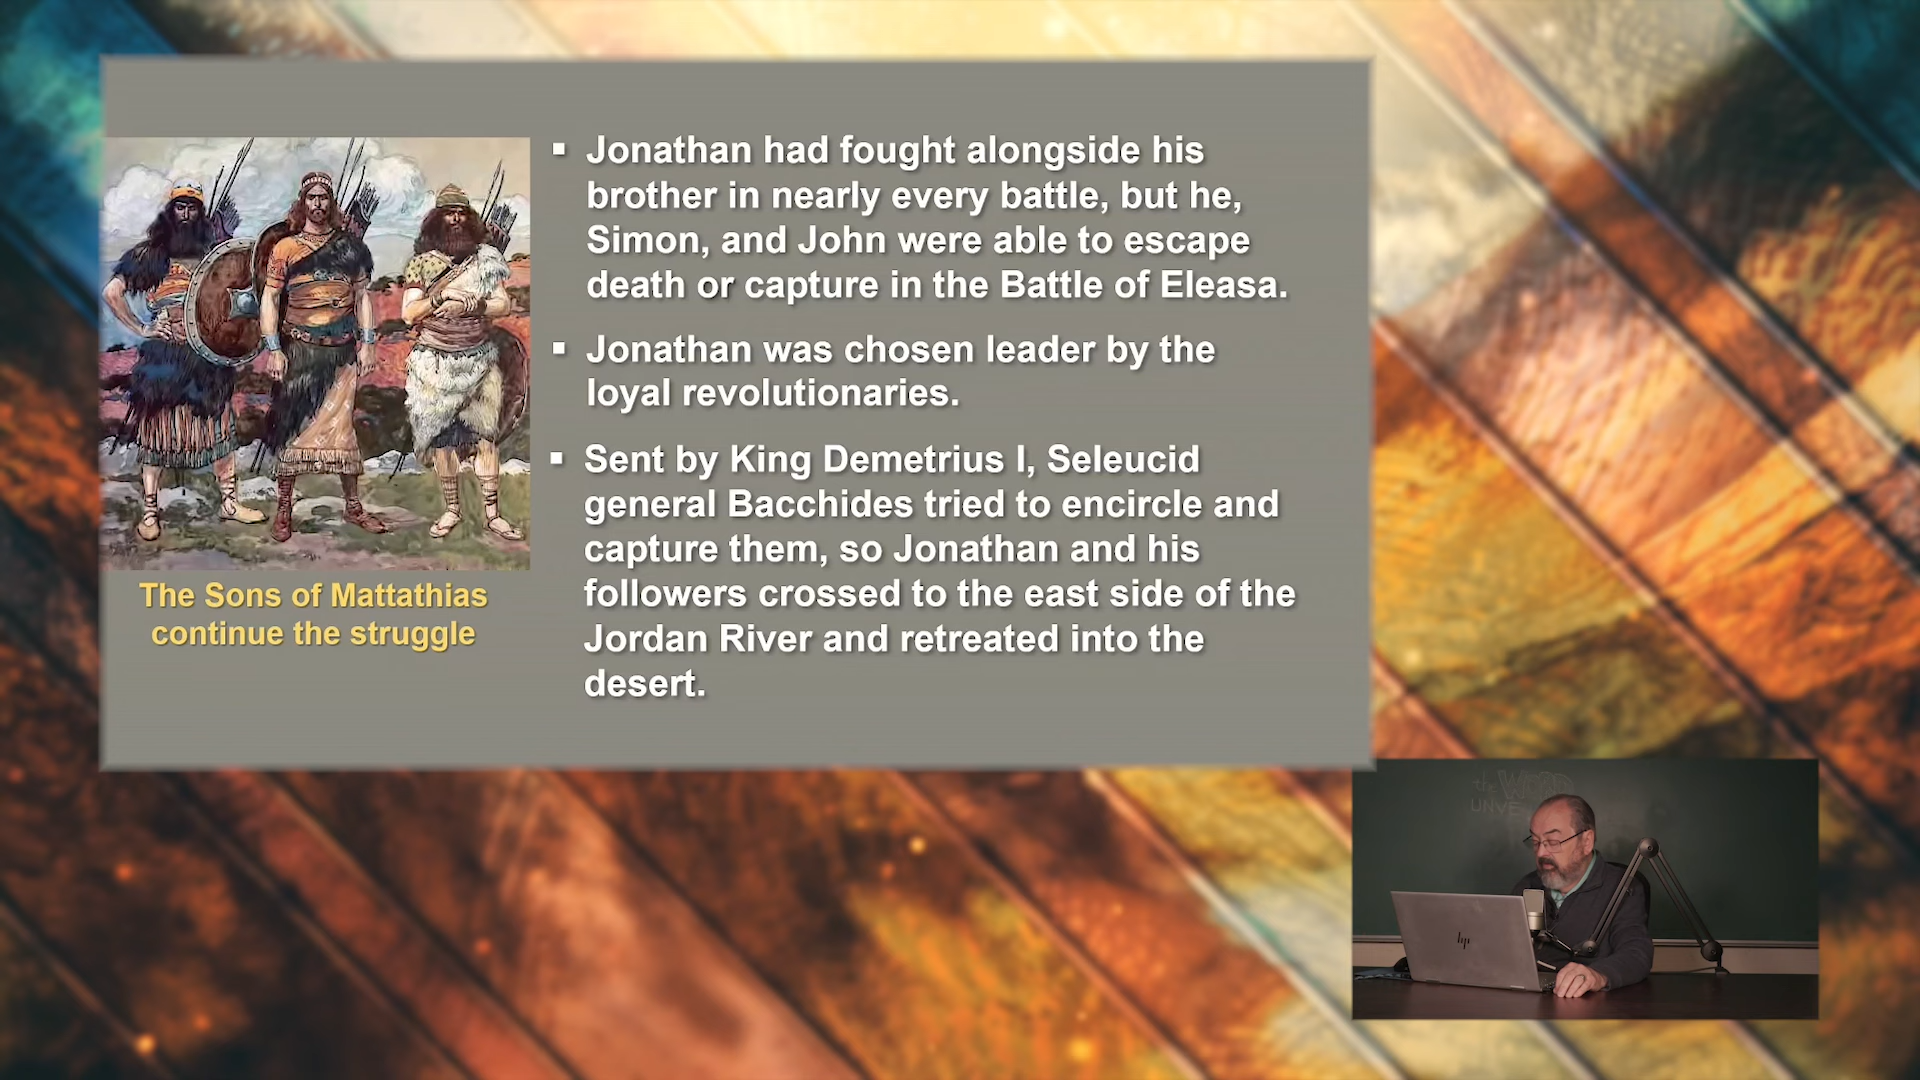 Jonathan had fought alongside his
brother in nearly every battle, but he,
Simon, and John were able to escape
death or capture in the Battle of Eleasa.
Jonathan was chosen leader by the
loyal revolutionaries.
Sent by King Demetrius I, Seleucid
general Bacchides tried to encircle and
capture them, so Jonathan and his
followers crossed to the east side of the
Jordan River and retreated into the
desert.
The Sons of Mattathias
continue the struggle
the WORD
hp